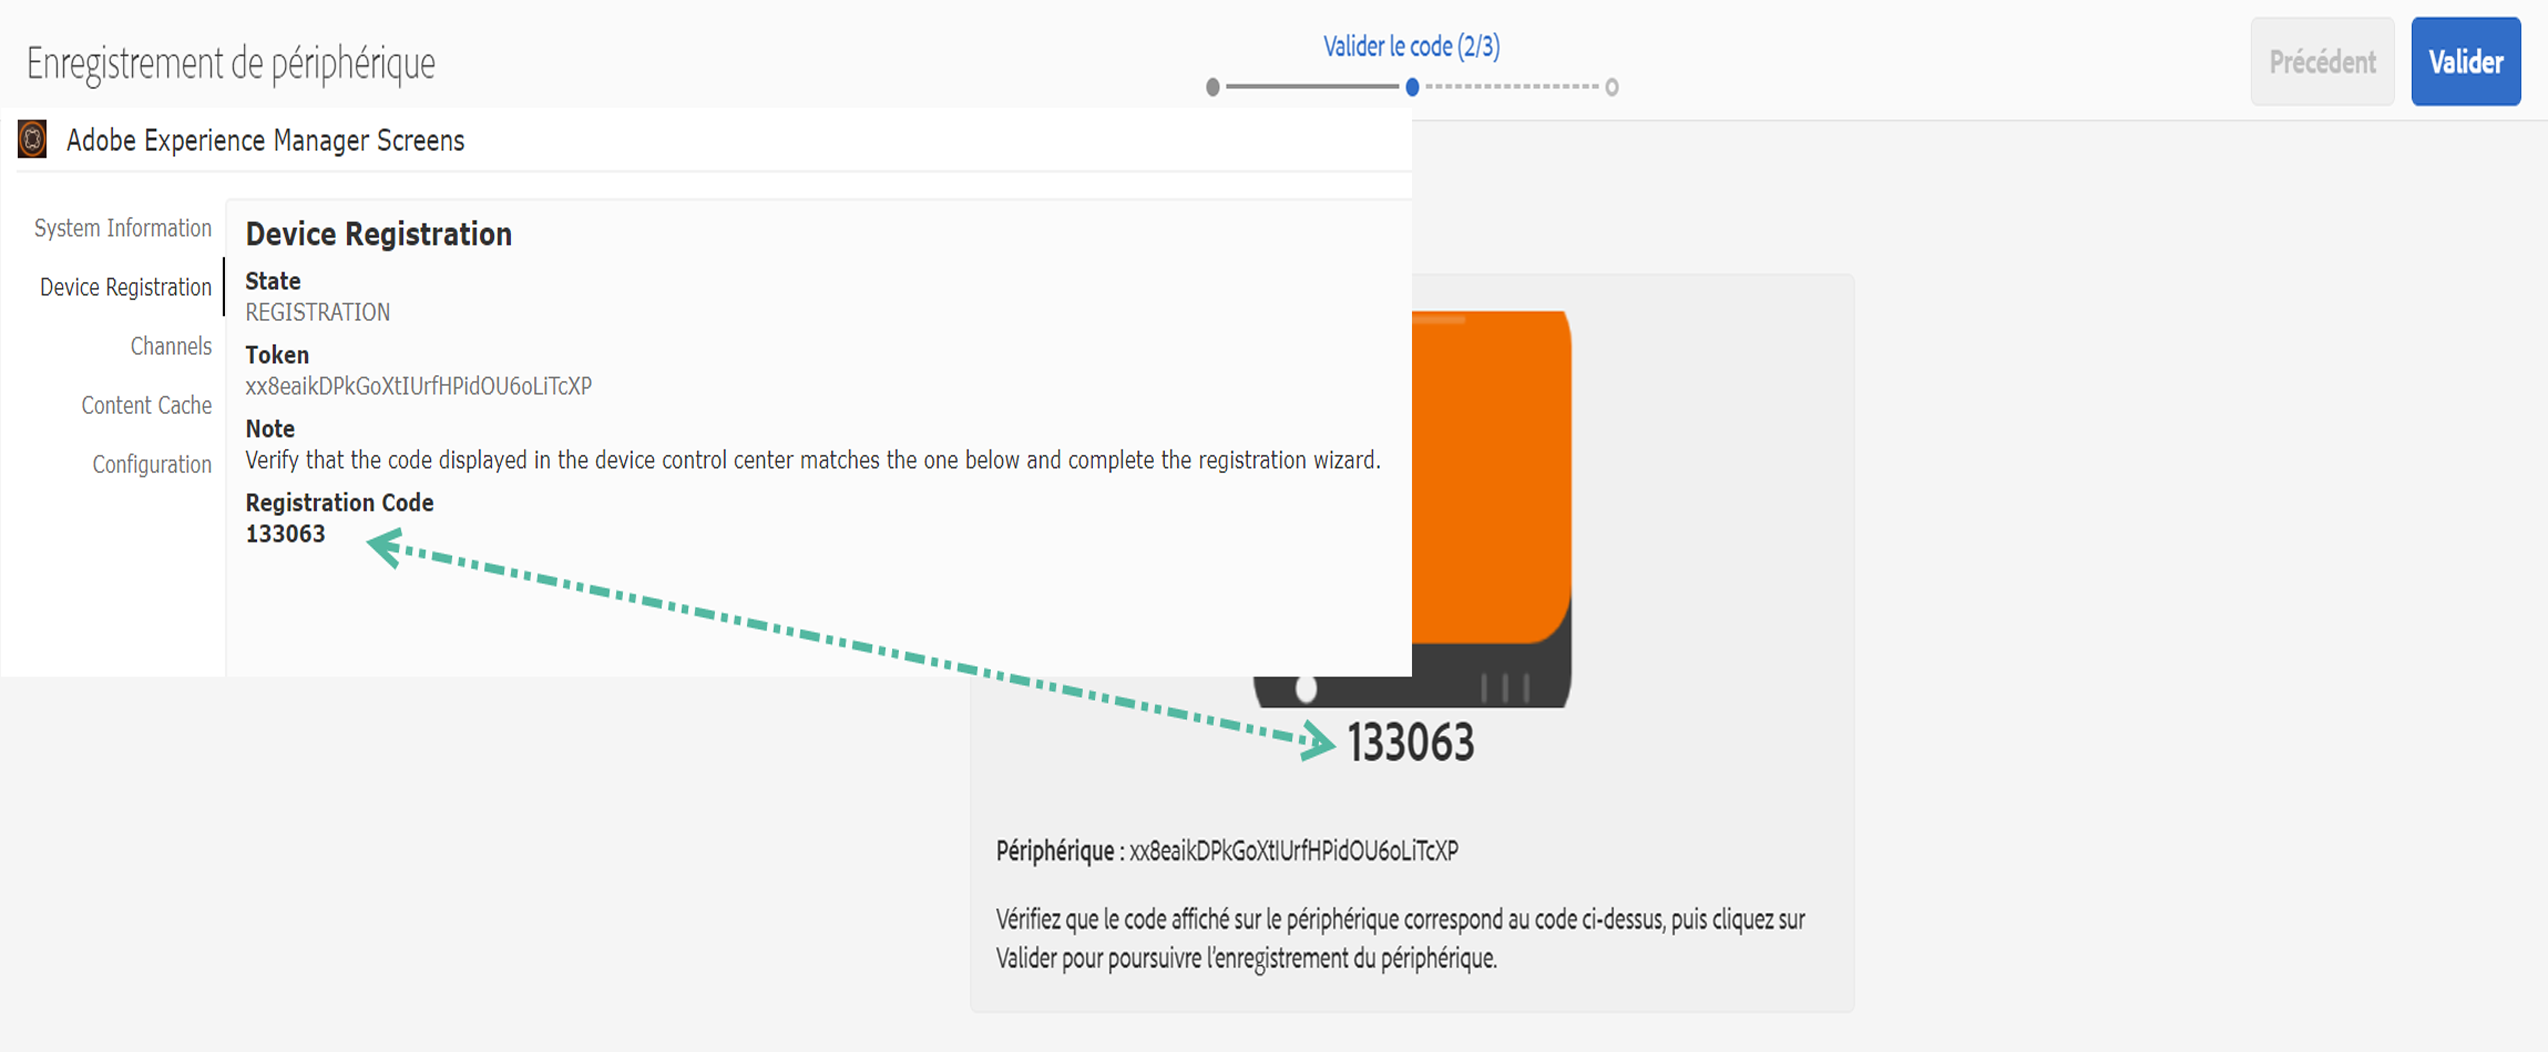 Enregistrement de périphérique
Valider le code (2/3)
Précédent
Valider
Adobe Experience Manager Screens
System Information
Device Registration
Channels
Content Cache
Configuration
Device Registration
State
REGISTRATION
Token
xx8eaikDPkGoXtIUrfHPidOU6oLiTcXP
Note
Verify that the code displayed in the device control center matches the one below and complete the registration wizard.
Registration Code
133063
133063
Périphérique : xx8eaikDPkGoXtIUrfHPidOU6oLiTcXP
Vérifiez que le code affiché sur le périphérique correspond au code ci-dessus, puis cliquez sur
Valider pour poursuivre l’enregistrement du périphérique.